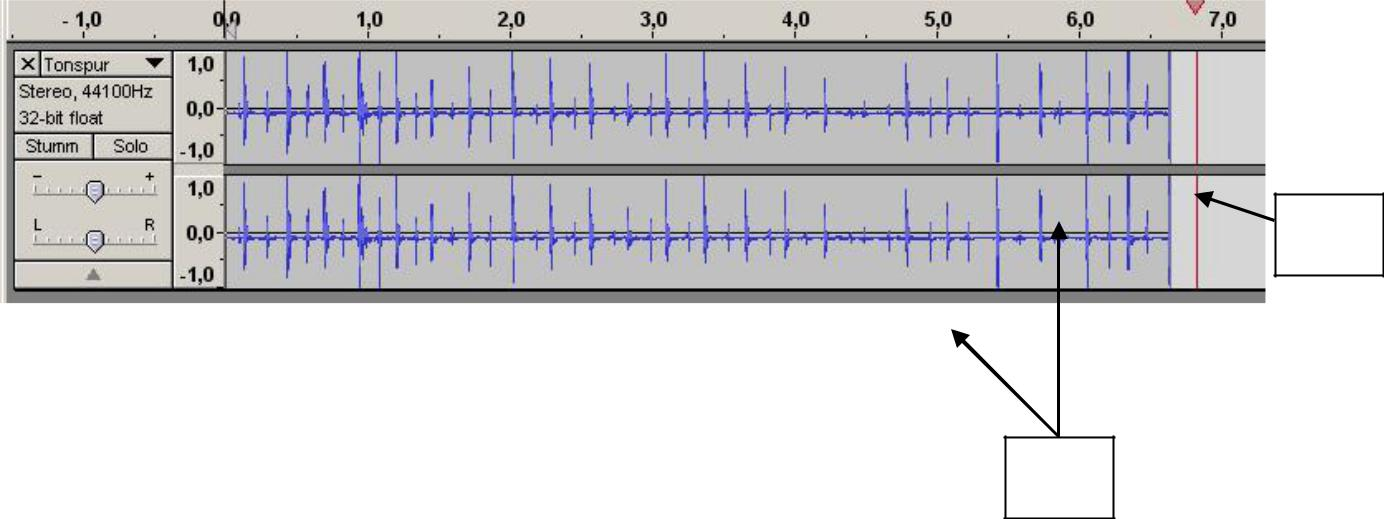 - 1,0 0,0 1,0 2,0 3,0 4,0 5,0 6,0 7,0
X Tonspur
Stereo, 44100Hz
32-bit float
Stumm Solo
- +
L R
1,0
0,0-
-1,0
1,0
0,0-
-1,0